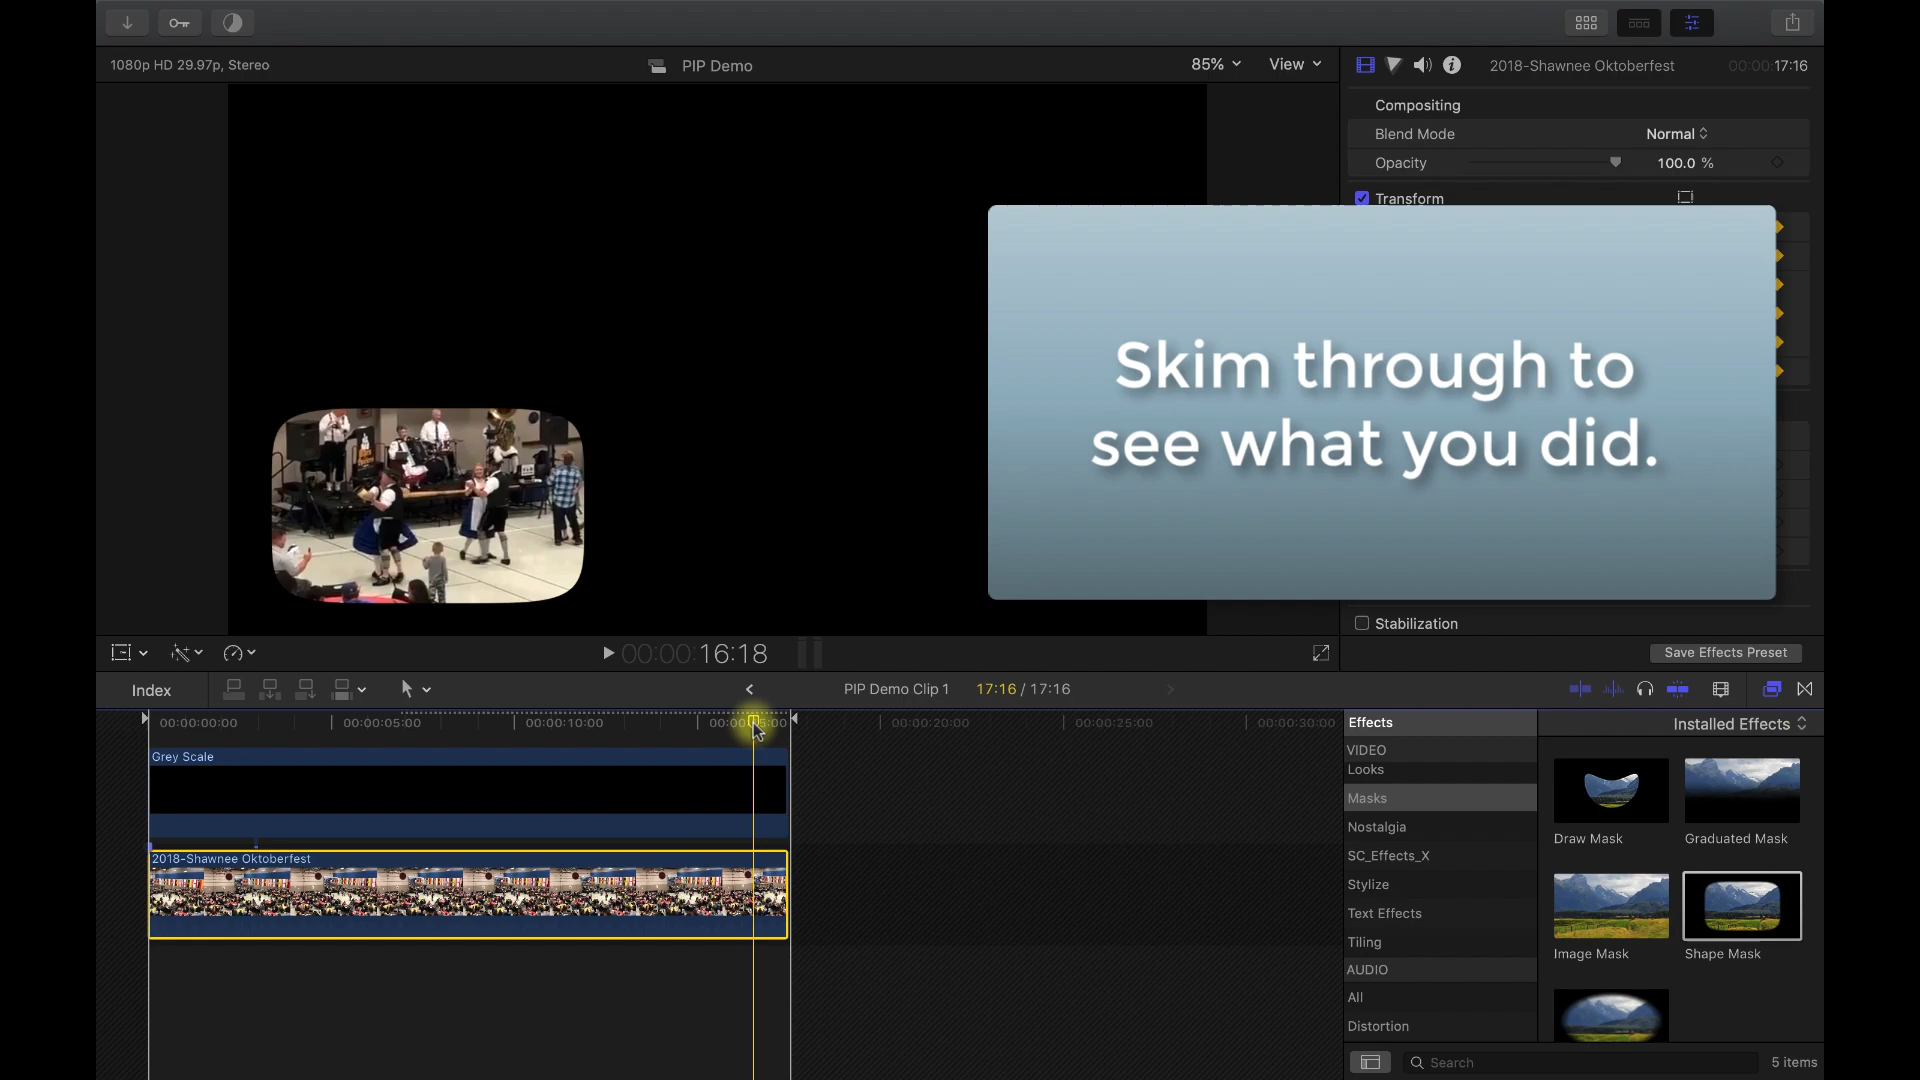 1080p HD 29.97p, Stereo
PIP Demo
85%
View
2018-Shawnee Oktoberfest
00:00:17:16
Compositing
Blend Mode
Normal
Opacity
100.0 %
Transform
Skim through to
see what you did.
Stabilization
00:00:16:18
Save Effects Preset
Index
PIP Demo Clip 1
17:16 / 17:16
00:00:00:00
00:00:05:00
00:00:10:00
00:00:20:00
00:00:25:00
00:00:30:00
Grey Scale
2018-Shawnee Oktoberfest
Effects
Installed Effects
VIDEO
Looks
Masks
Nostalgia
SC_Effects_X
Stylize
Text Effects
Tiling
AUDIO
All
Distortion
Draw Mask
Graduated Mask
Image Mask
Shape Mask
Search
5 items